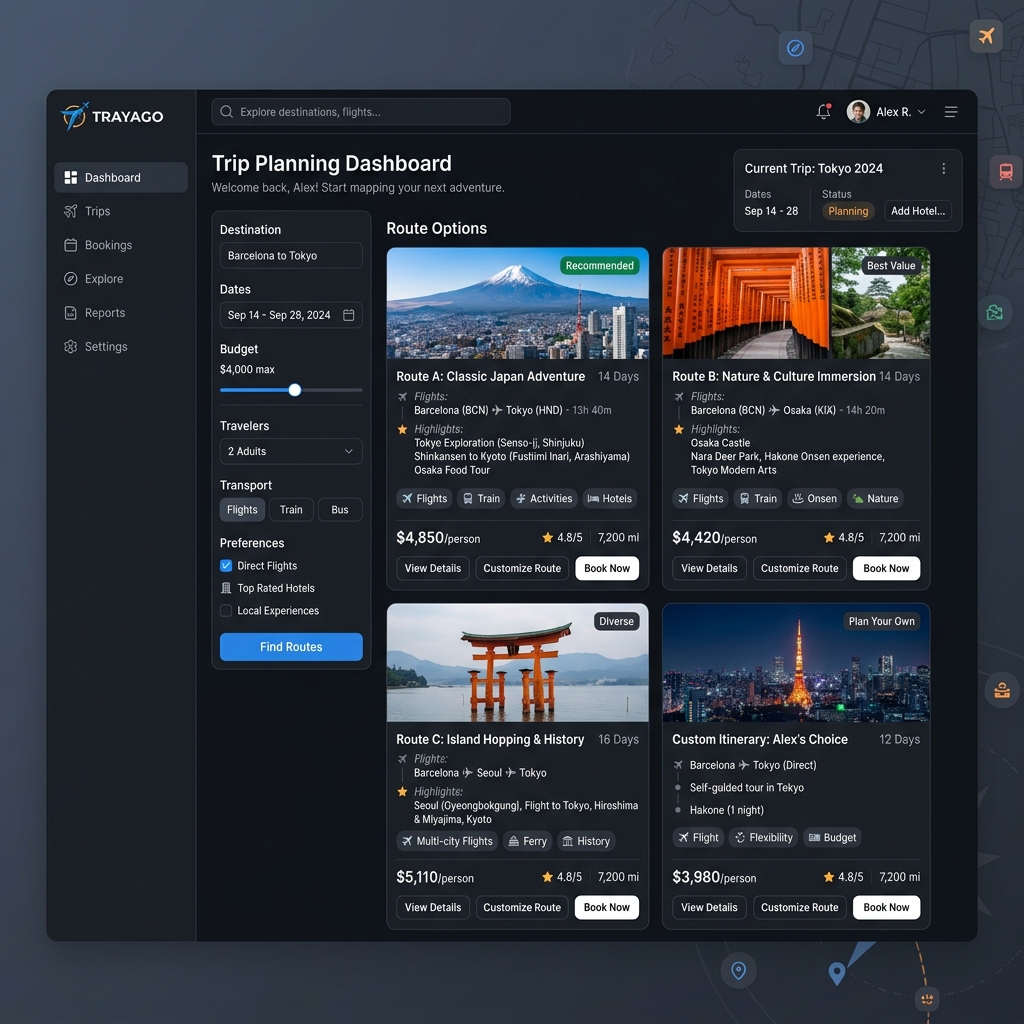 TRAYAGO
Explore destinations, flights...
Alex R.
Dashboard
Trips
Bookings
Explore
Reports
Settings
Trip Planning Dashboard
Welcome back, Alex! Start mapping your next adventure.
Current Trip: Tokyo 2024
Dates
Status
Sep 14 - 28
Planning
Add Hotel...
Destination
Barcelona to Tokyo
Dates
Sep 14 - Sep 28, 2024
Budget
$4,000 max
Travelers
2 Aduits
Transport
Flights
Train
Bus
Preferences
Direct Flights
Top Rated Hotels
Local Experiences
Find Routes
Route Options
Recommended
Route A: Classic Japan Adventure
14 Days
Flights:
Barcelona (BCN) Tokyo (HND) - 13h 40m
Highlights:
Tokye Exploration (Senso-jj, Shinjuku)
Shinkansen to Kyoto (Fushimi Inari, Arashiyama)
Osaka Food Tour
Flights
Train
Activities
Hotels
$4,850/person
4.8/5
7,200 mi
View Details
Customize Route
Book Now
Best Value
Route B: Nature & Culture Immersion
14 Days
Flights:
Barcelona (BCN) Osaka (KIX) - 14h 20m
Highlights:
Osaka Castle
Nara Deer Park, Hakone Onsen experience,
Tokyo Modern Arts
Flights
Train
Onsen
Nature
$4,420/person
4.8/5
7,200 mi
View Details
Customize Route
Book Now
Diverse
Route C: Island Hopping & History
16 Days
Plighte:
Barcelona Seoul Tokyo
Highlighte:
Seoul (Gyeongbokgung), Flight to Tokyo, Hiroshima
& Mlyajima, Kyoto
Multi-city Flights
Ferry
History
$5,110/person
4.8/5
7,200 mi
View Details
Customize Route
Book Now
Plan Your Own
Custom Itinerary: Alex's Choice
12 Days
Barcelona Tokyo (Direct)
Self-gulded tour in Tekyo
Hakone (1 night)
Flight
Flexibility
Budget
$3,980/person
4.8/5
7,200 mi
View Details
Customize Route
Book Now